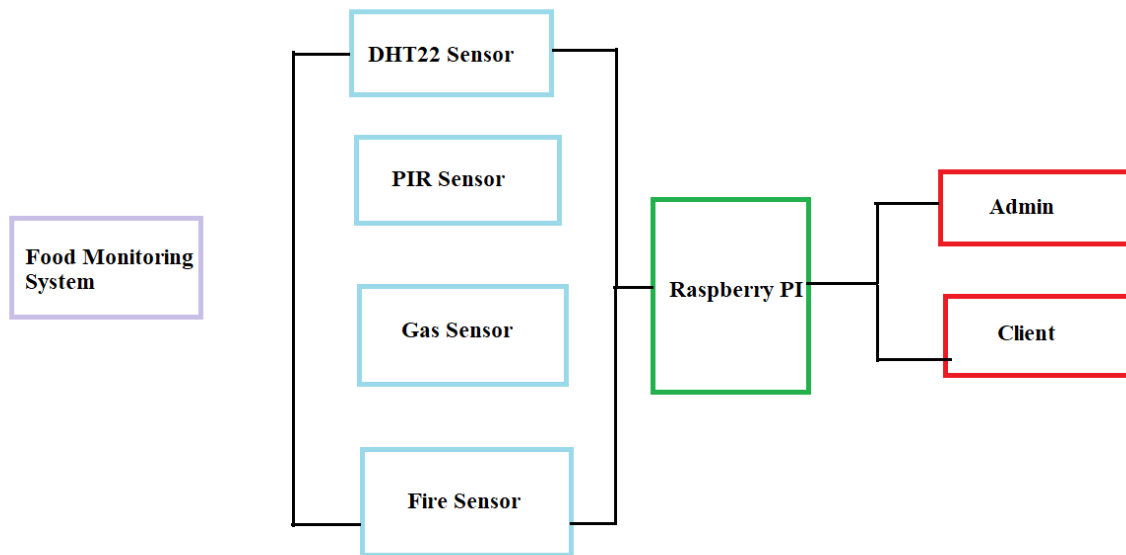 DHT22 Sensor
PIR Sensor
Food Monitoring
System
Gas Sensor
Fire Sensor
Raspberry PI
Admin
Client